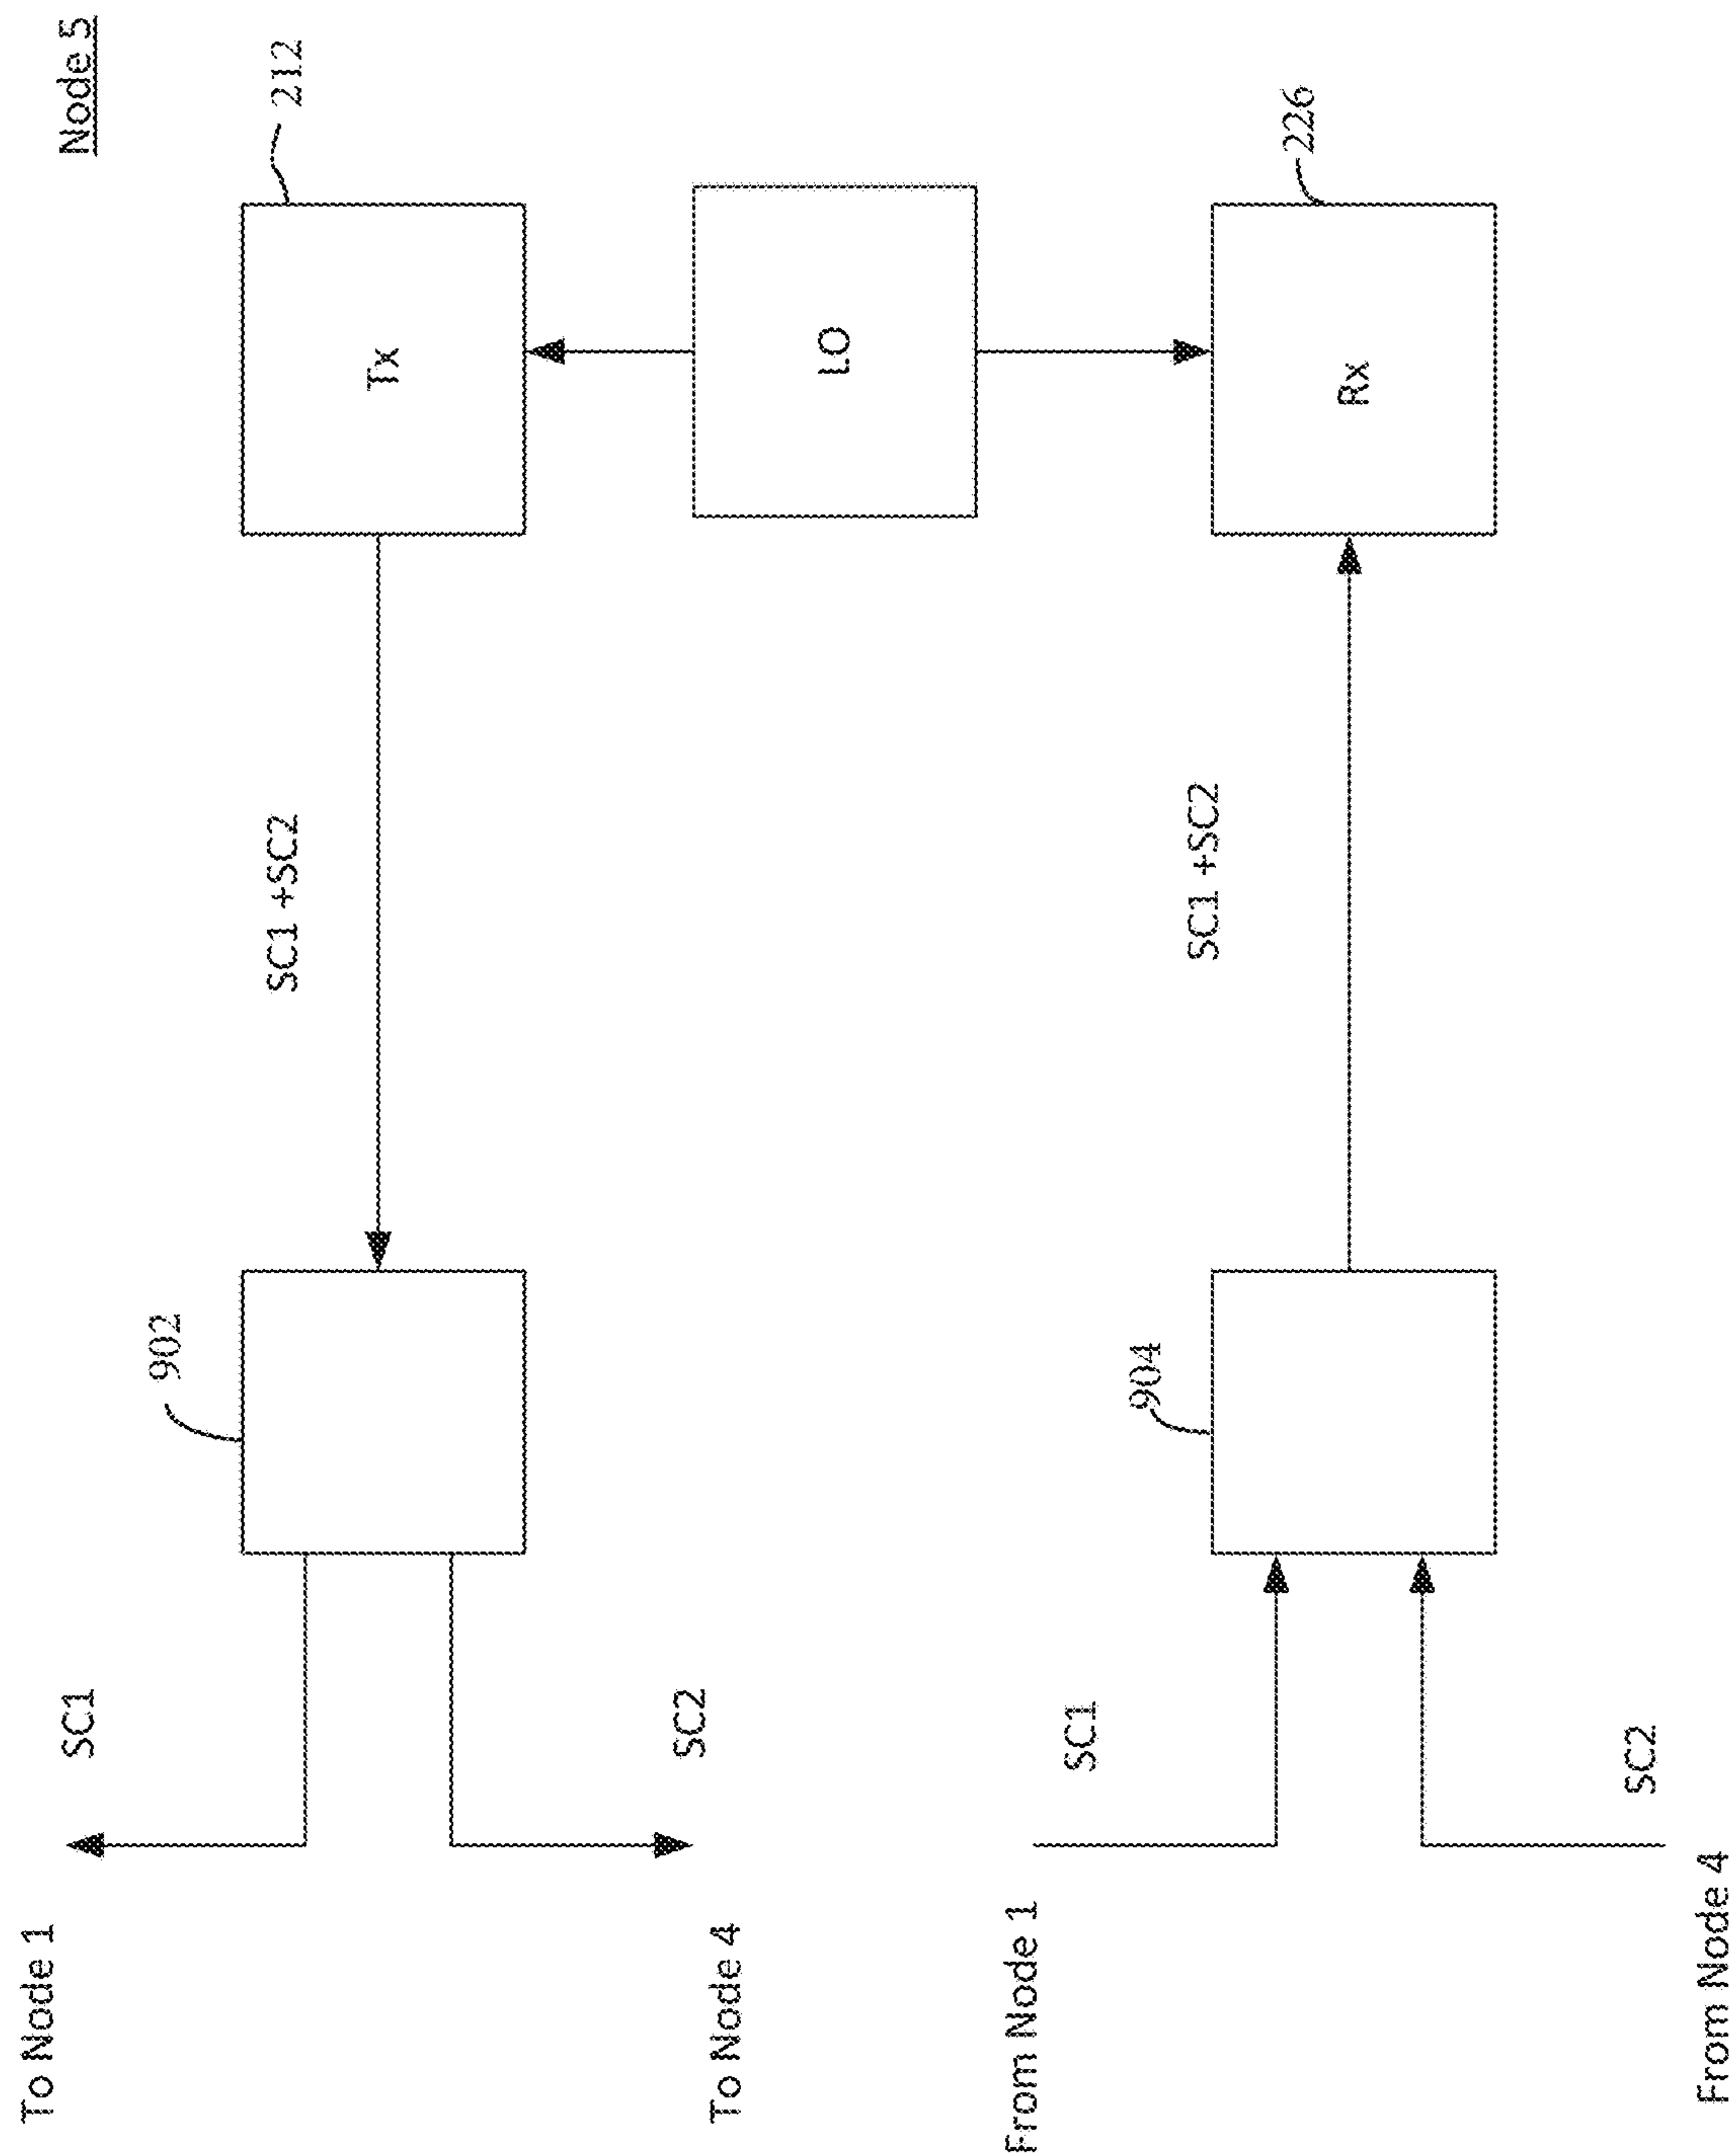 To Node 1
SC1
Node 5
902
SC1 +SC2
212
Tx
SC2
To Node 4
LO
From Node 1
SC1
904
SC1 +SC2
226
Rx
SC2
From Node 4